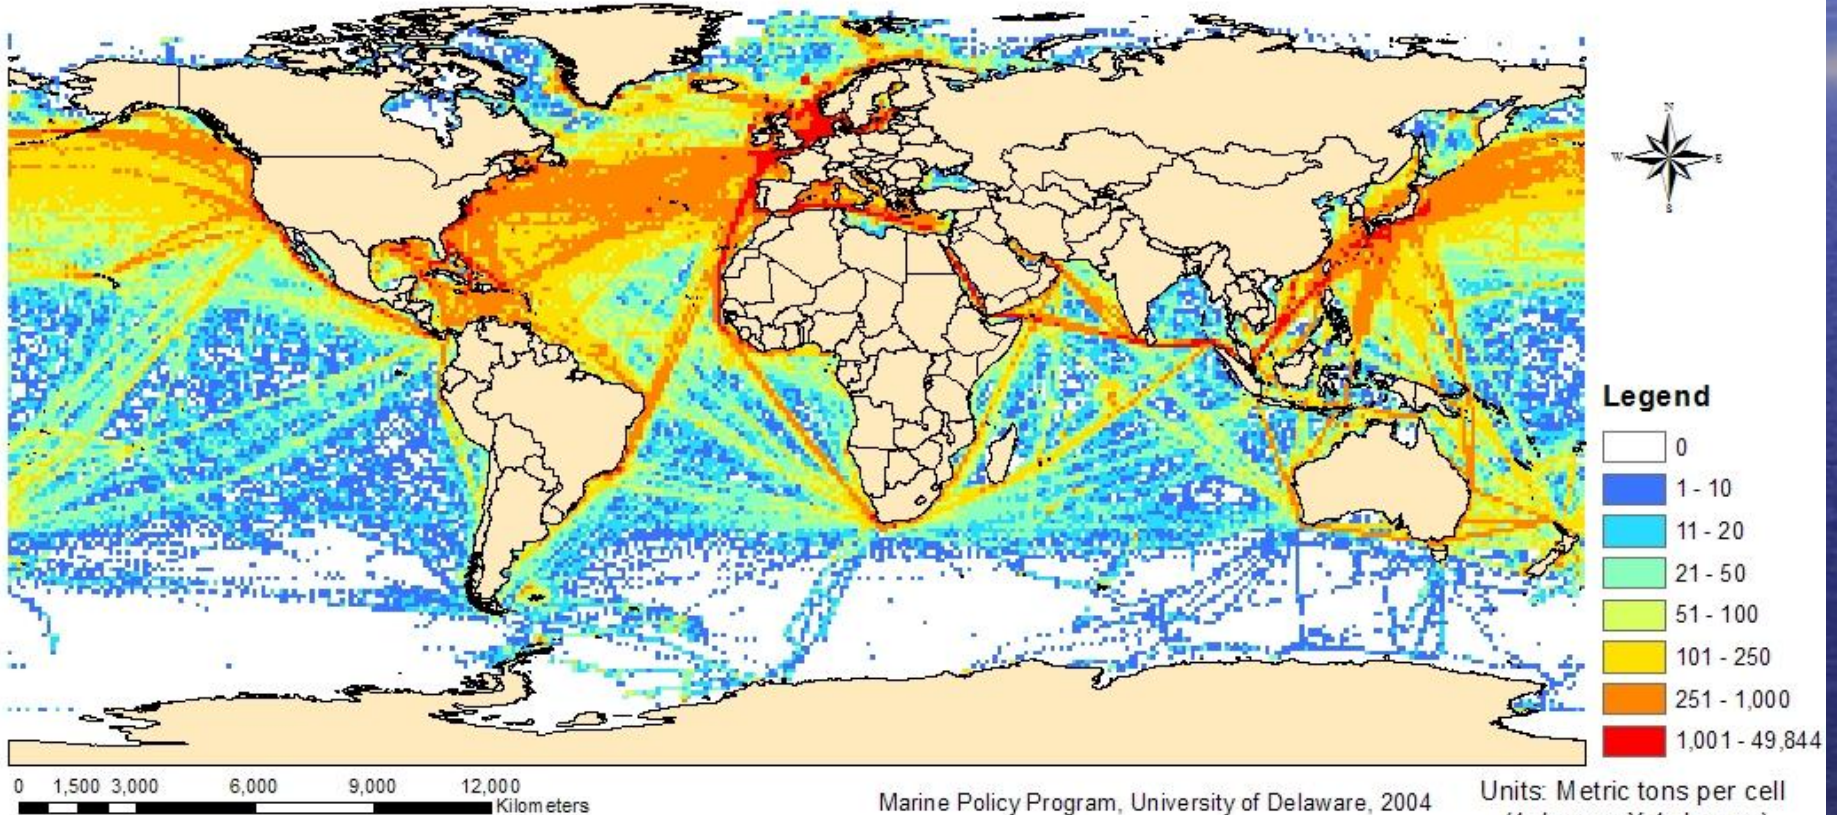 N
W
E
S
Legend
0
1 - 10
11 - 20
21 - 50
51 - 100
101 - 250
251 - 1,000
1,001 - 49,844
0 1,500 3,000 6,000 9,000 12,000
Kilometers
Marine Policy Program, University of Delaware, 2004
Units: Metric tons per cell